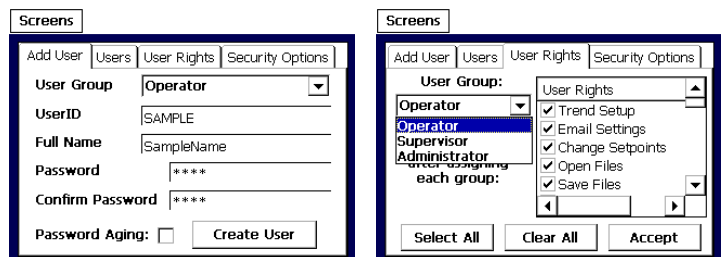 Screens
Add User Users User Rights Security Options
User Group Operator
UserID SAMPLE
Full Name SampleName
Password ****
Confirm Password ****
Password Aging: Create User
Screens
Add User Users User Rights Security Options
User Group:
Operator
Operator
Supervisor
Administrator
after assigning
each group:
User Rights
Trend Setup
Email Settings
Change Setpoints
Open Files
Save Files
Select All Clear All Accept